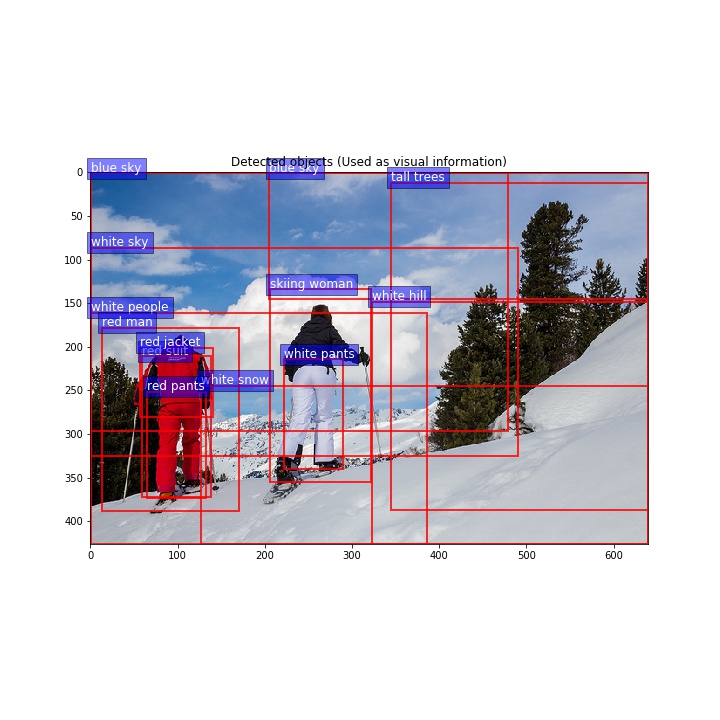 Detected objects (Used as visual information)
blue sky
blue sky
tall trees
white sky
skiing woman
white hill
white people
red man
red jacket
red suit
white pants
white snow
red pants
0
50
100
150
200
250
300
350
400
0 100 200 300 400 500 600